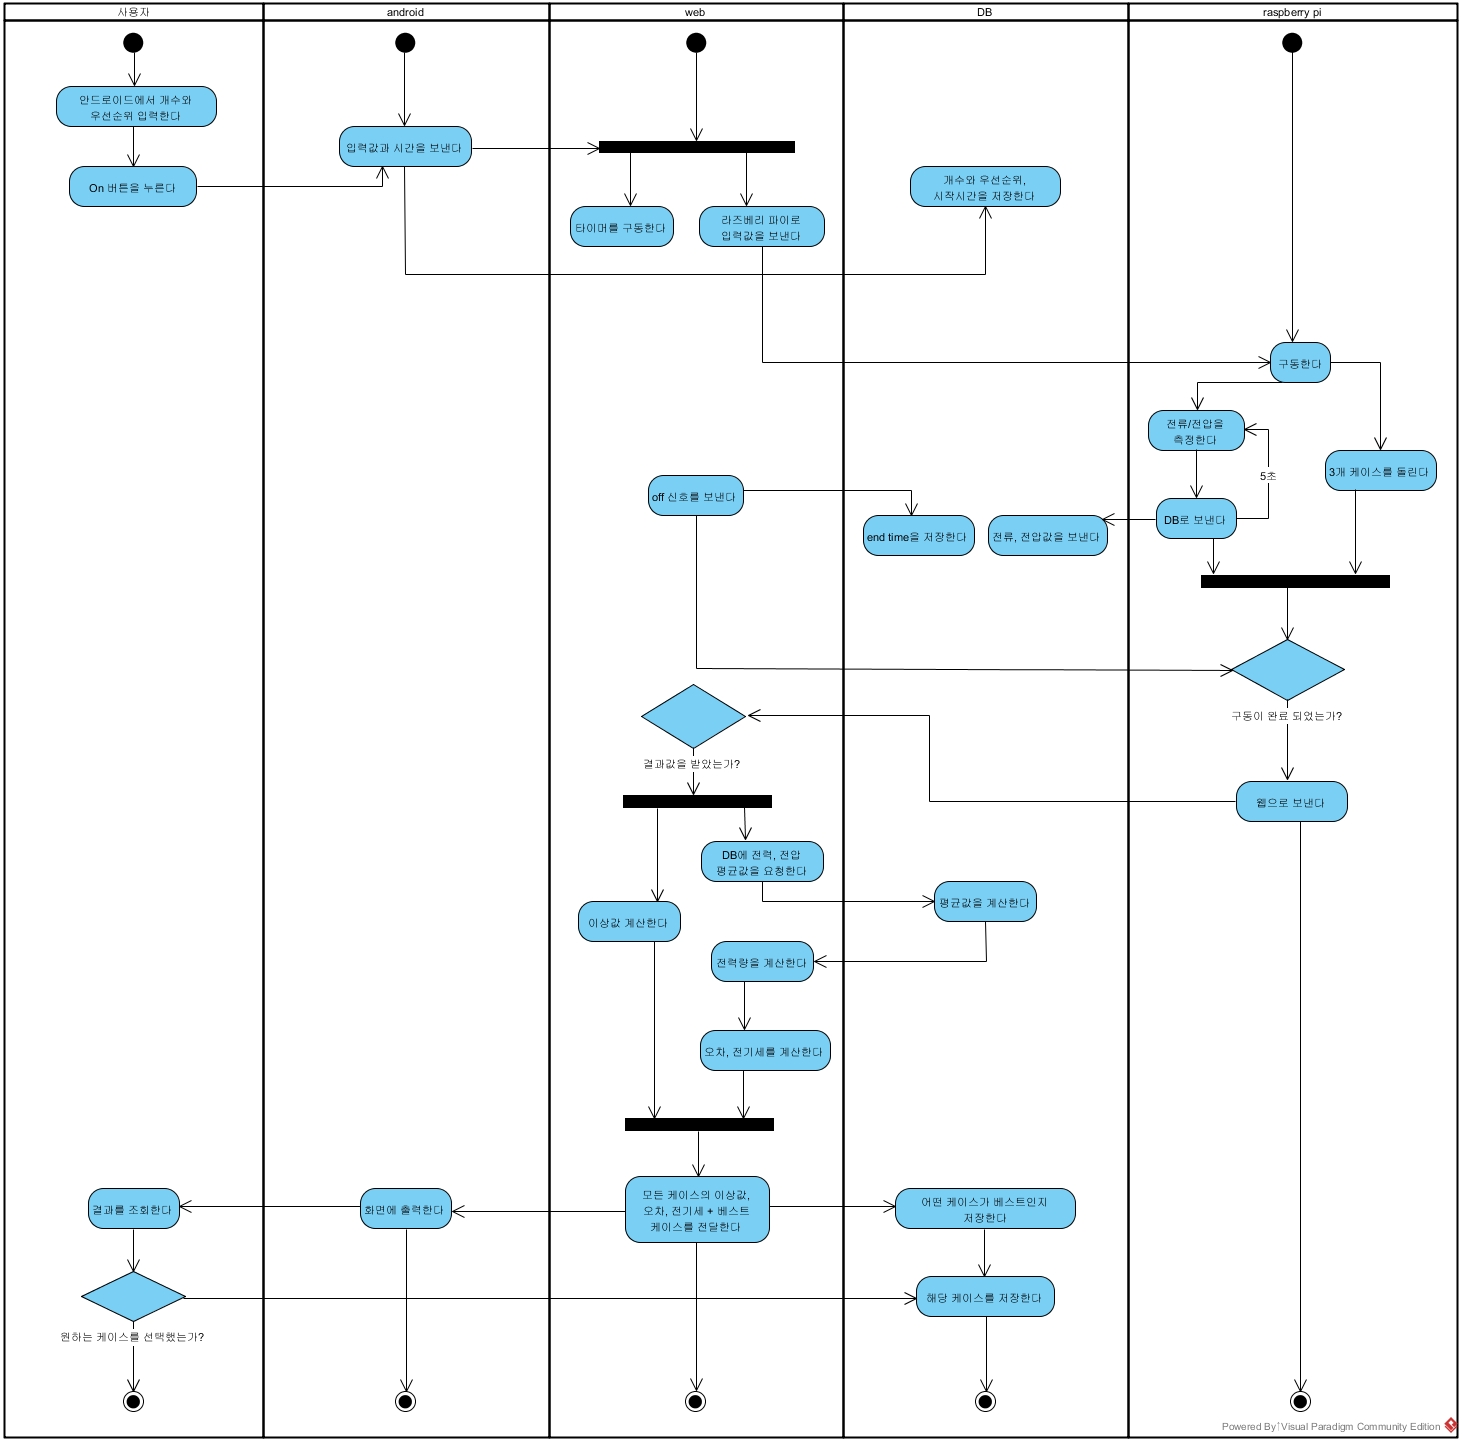 사용자
android
web
DB
raspberry pi
안드로이드에서 개수와
우선순위 입력한다
On 버튼을 누른다
입력값과 시간을 보낸다
타이머를 구동한다
라즈베리 파이로
입력값을 보낸다
개수와 우선순위,
시작시간을 저장한다
구동한다
전류/전압을
측정한다
3개 케이스를 돌린다
5초
off 신호를 보낸다
end time을 저장한다
전류, 전압값을 보낸다
DB로 보낸다
구동이 완료 되었는가?
결과값을 받았는가?
웹으로 보낸다
DB에 전력, 전압
평균값을 요청한다
평균값을 계산한다
이상값 계산한다
전력량을 계산한다
오차, 전기세를 계산한다
결과를 조회한다
화면에 출력한다
모든 케이스의 이상값,
오차, 전기세 + 베스트
케이스를 전달한다
어떤 케이스가 베스트인지
저장한다
해당 케이스를 저장한다
원하는 케이스를 선택했는가?
Powered By Visual Paradigm Community Edition